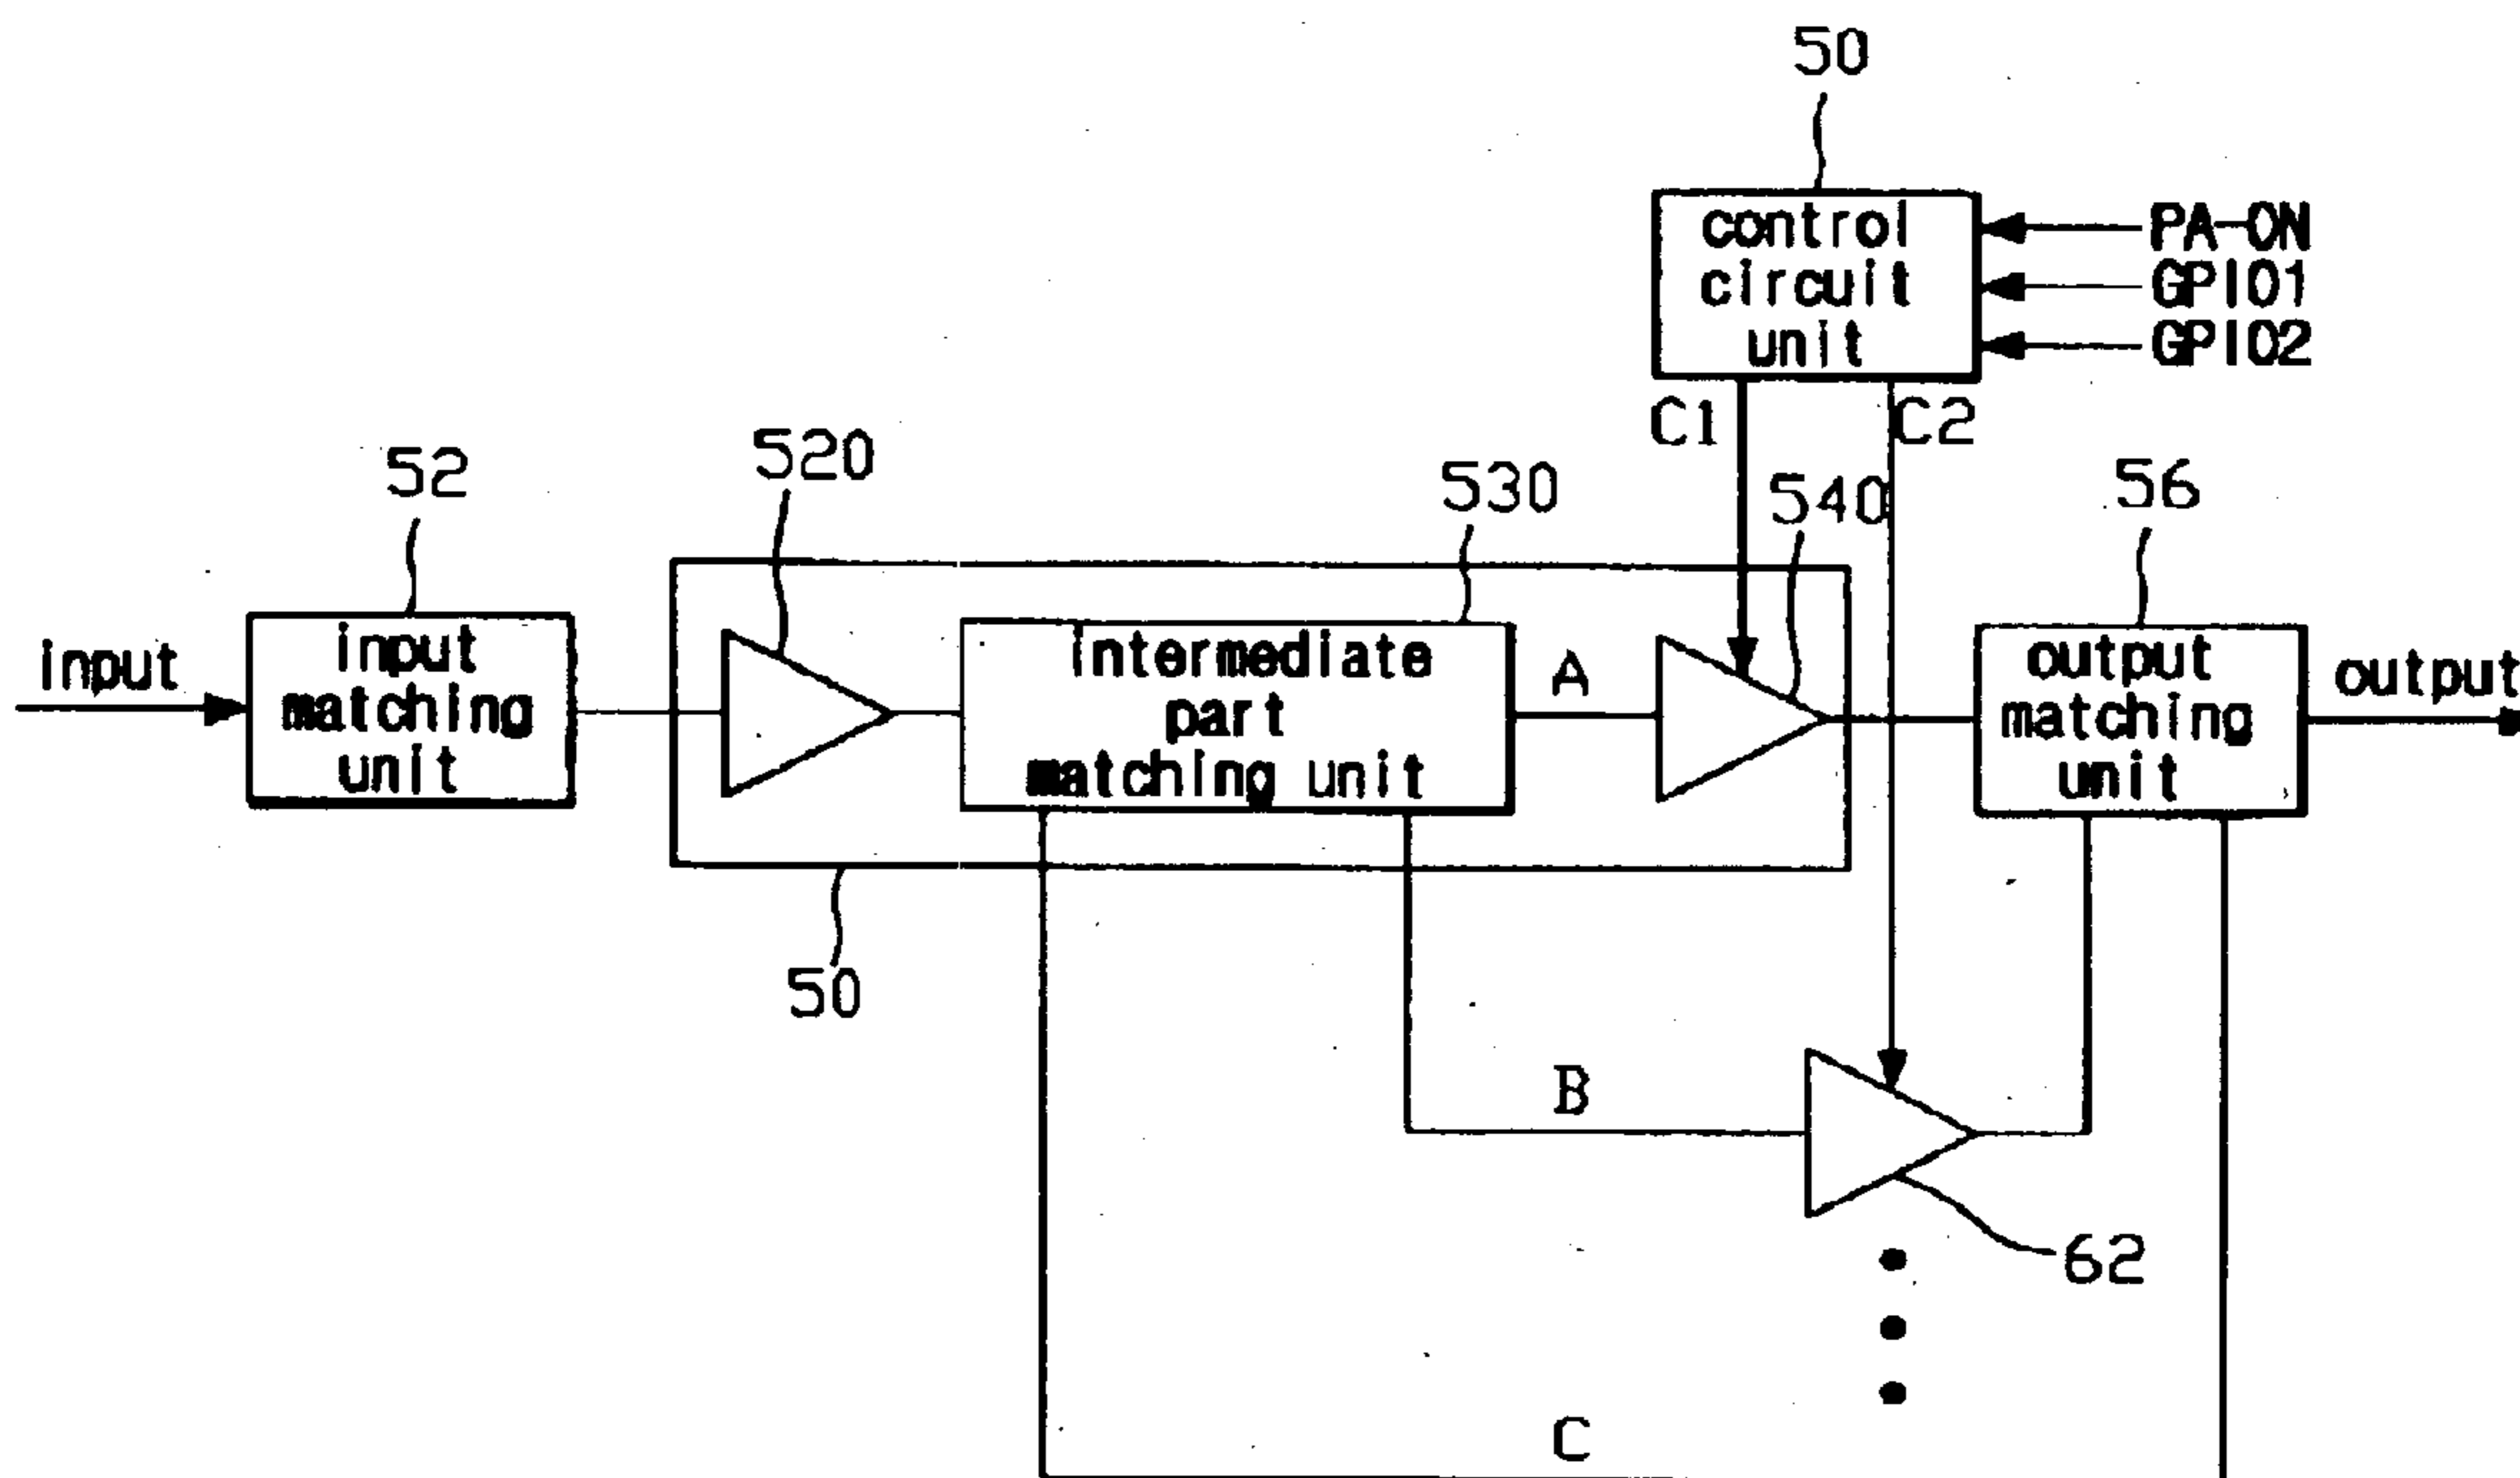 50
control
circuit
unit
PA-ON
GPIO1
GPIO2
C1
C2
52
520
530
540
56
input
input
matching
unit
Intermediate
part
matching unit
A
output
matching
unit
output
50
B
62
C